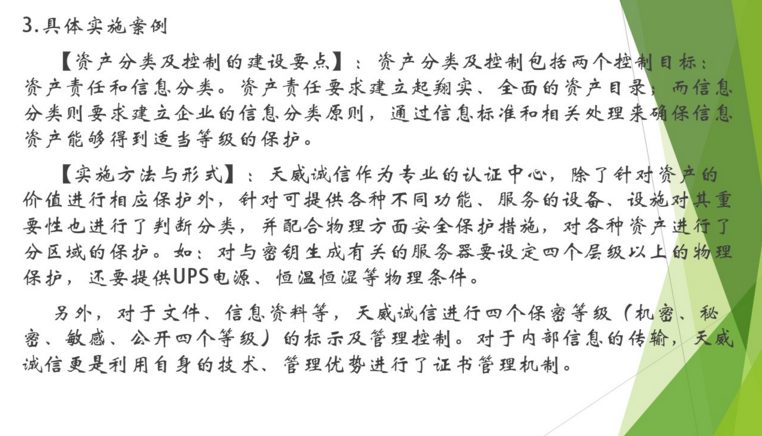 3.具体实施案例
【资产分类及控制的建设要点】：资产分类及控制包括两个控制目标：
资产责任和信息分类。资产责任要求建立起翔实、全面的资产目录；而信息
分类则要求建立企业的信息分类原则，通过信息标准和相关处理来确保信息
资产能够得到适当等级的保护。
【实施方法与形式】：天威诚信作为专业的认证中心，除了针对资产的
价值进行相应保护外，针对可提供各种不同功能、服务的设备、设施对其重
要性也进行了判断分类，并配合物理方面安全保护措施，对各种资产进行了
分区域的保护。如：对与密钥生成有关的服务器要设定四个层级以上的物理
保护，还要提供UPS电源、恒温恒湿等物理条件。
另外，对于文件、信息资料等，天威诚信进行四个保密等级（机密、秘
密、敏感、公开四个等级）的标示及管理控制。对于内部信息的传输，天威
诚信更是利用自身的技术、管理优势进行了证书管理机制。